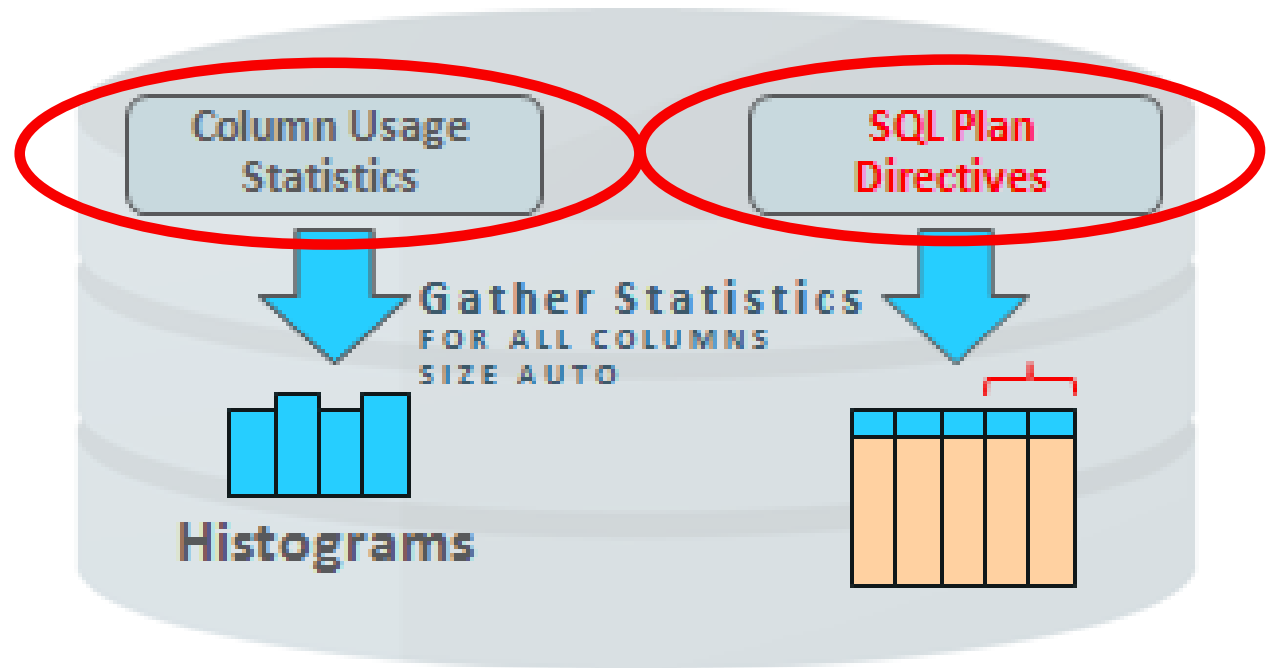 Column Usage
Statistics
SQL Plan
Directives
Gather Statistics
FOR ALL COLUMNS
SIZE AUTO
Histograms